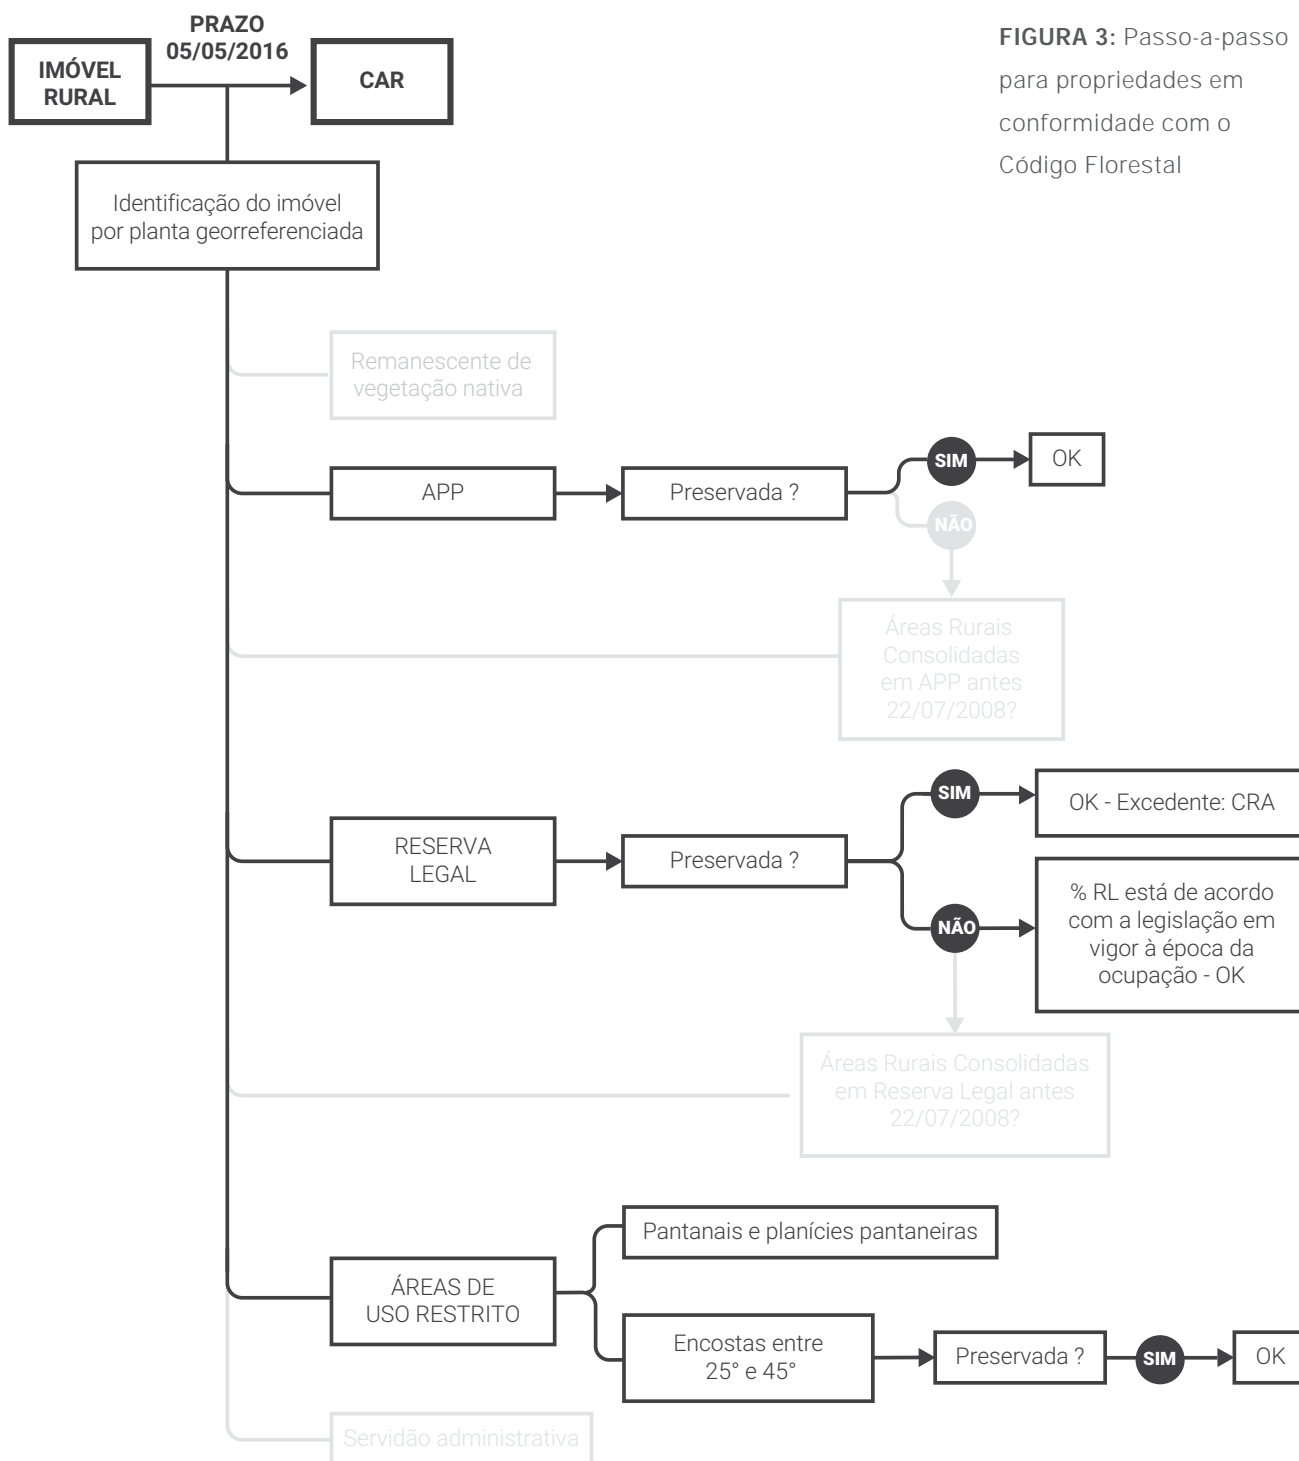 PRAZO
05/05/2016
IMÓVEL
RURAL
CAR
FIGURA 3: Passo-a-passo
para propriedades em
conformidade com o
Código Florestal
Identificação do imóvel
por planta georreferenciada
Remanescente de
vegetação nativa
APP
Preservada ?
SIM
OK
NÃO
Áreas Rurais
Consolidadas
em APP antes
22/07/2008?
RESERVA
LEGAL
Preservada ?
SIM
OK - Excedente: CRA
NÃO
% RL está de acordo
com a legislação em
vigor à época da
ocupação - OK
Áreas Rurais Consolidadas
em Reserva Legal antes
22/07/2008?
ÁREAS DE
USO RESTRITO
Pantanais e planícies pantaneiras
Encostas entre
25° e 45°
Preservada ?
SIM
OK
Servidão administrativa